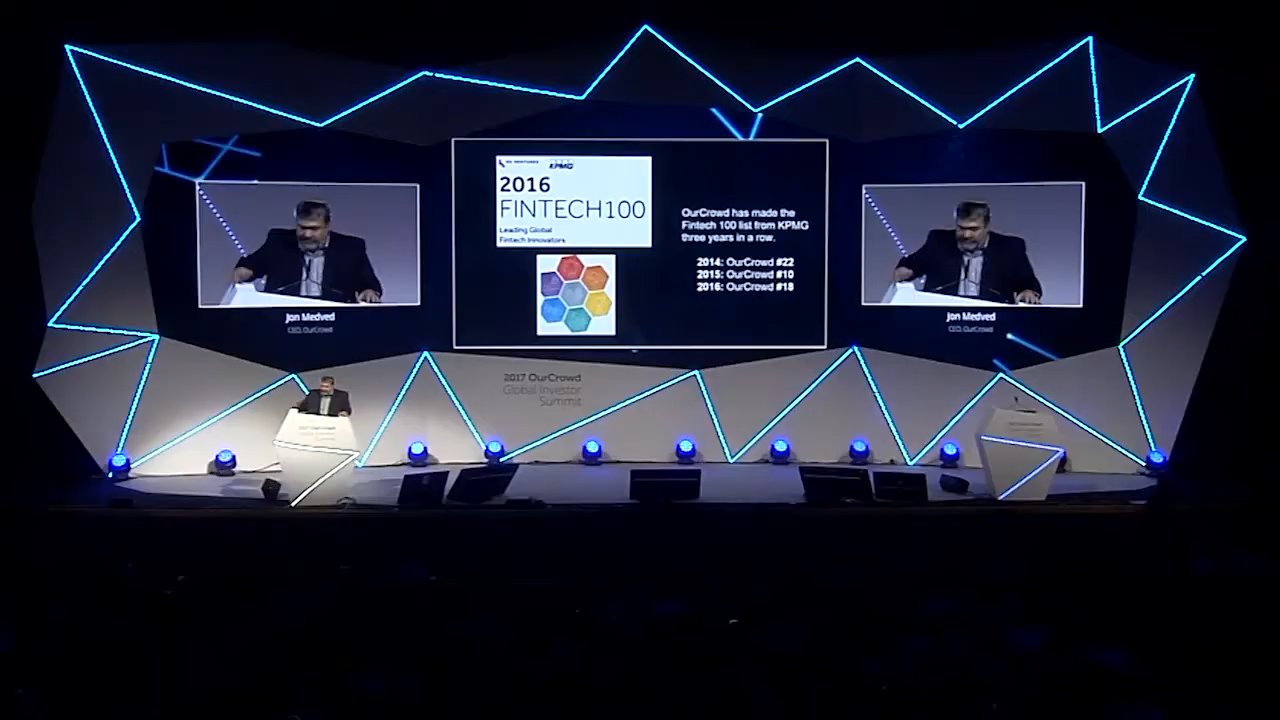 KPMG
2016
FINTECH100
Leading Global
Fintech Innovators
OurCrowd has made the
Fintech 100 list from KPMG
three years in a row.
2014: OurCrowd #22
2015: OurCrowd #10
2016: OurCrowd #18
Jon Medved
CEO, OurCrowd
Jon Medved
CEO, OurCrowd
2017 OurCrowd
Global Investor
Summit